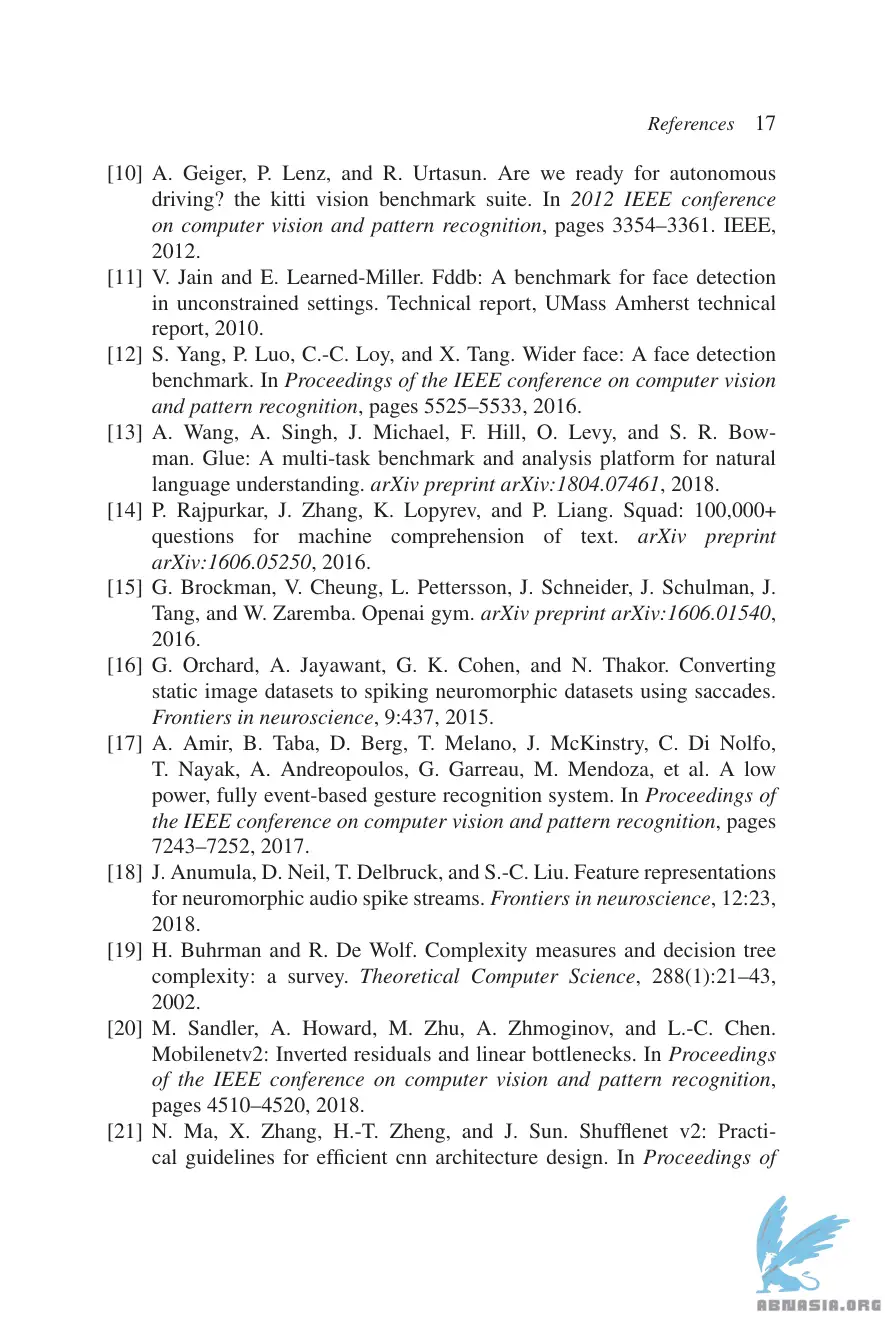 References 17
[10] A. Geiger, P. Lenz, and R. Urtasun. Are we ready for autonomous
driving? the kitti vision benchmark suite. In 2012 IEEE conference
on computer vision and pattern recognition, pages 3354–3361. IEEE,
2012.
[11] V. Jain and E. Learned-Miller. Fddb: A benchmark for face detection
in unconstrained settings. Technical report, UMass Amherst technical
report, 2010.
[12] S. Yang, P. Luo, C.-C. Loy, and X. Tang. Wider face: A face detection
benchmark. In Proceedings of the IEEE conference on computer vision
and pattern recognition, pages 5525–5533, 2016.
[13] A. Wang, A. Singh, J. Michael, F. Hill, O. Levy, and S. R. Bow-
man. Glue: A multi-task benchmark and analysis platform for natural
language understanding. arXiv preprint arXiv:1804.07461, 2018.
[14] P. Rajpurkar, J. Zhang, K. Lopyrev, and P. Liang. Squad: 100,000+
questions for machine comprehension of text. arXiv preprint
arXiv:1606.05250, 2016.
[15] G. Brockman, V. Cheung, L. Pettersson, J. Schneider, J. Schulman, J.
Tang, and W. Zaremba. Openai gym. arXiv preprint arXiv:1606.01540,
2016.
[16] G. Orchard, A. Jayawant, G. K. Cohen, and N. Thakor. Converting
static image datasets to spiking neuromorphic datasets using saccades.
Frontiers in neuroscience, 9:437, 2015.
[17] A. Amir, B. Taba, D. Berg, T. Melano, J. McKinstry, C. Di Nolfo,
T. Nayak, A. Andreopoulos, G. Garreau, M. Mendoza, et al. A low
power, fully event-based gesture recognition system. In Proceedings of
the IEEE conference on computer vision and pattern recognition, pages
7243–7252, 2017.
[18] J. Anumula, D. Neil, T. Delbruck, and S.-C. Liu. Feature representations
for neuromorphic audio spike streams. Frontiers in neuroscience, 12:23,
2018.
[19] H. Buhrman and R. De Wolf. Complexity measures and decision tree
complexity: a survey. Theoretical Computer Science, 288(1):21–43,
2002.
[20] M. Sandler, A. Howard, M. Zhu, A. Zhmoginov, and L.-C. Chen.
Mobilenetv2: Inverted residuals and linear bottlenecks. In Proceedings
of the IEEE conference on computer vision and pattern recognition,
pages 4510–4520, 2018.
[21] N. Ma, X. Zhang, H.-T. Zheng, and J. Sun. Shufflenet v2: Practi-
cal guidelines for efficient cnn architecture design. In Proceedings of
ABNASIA.ORG